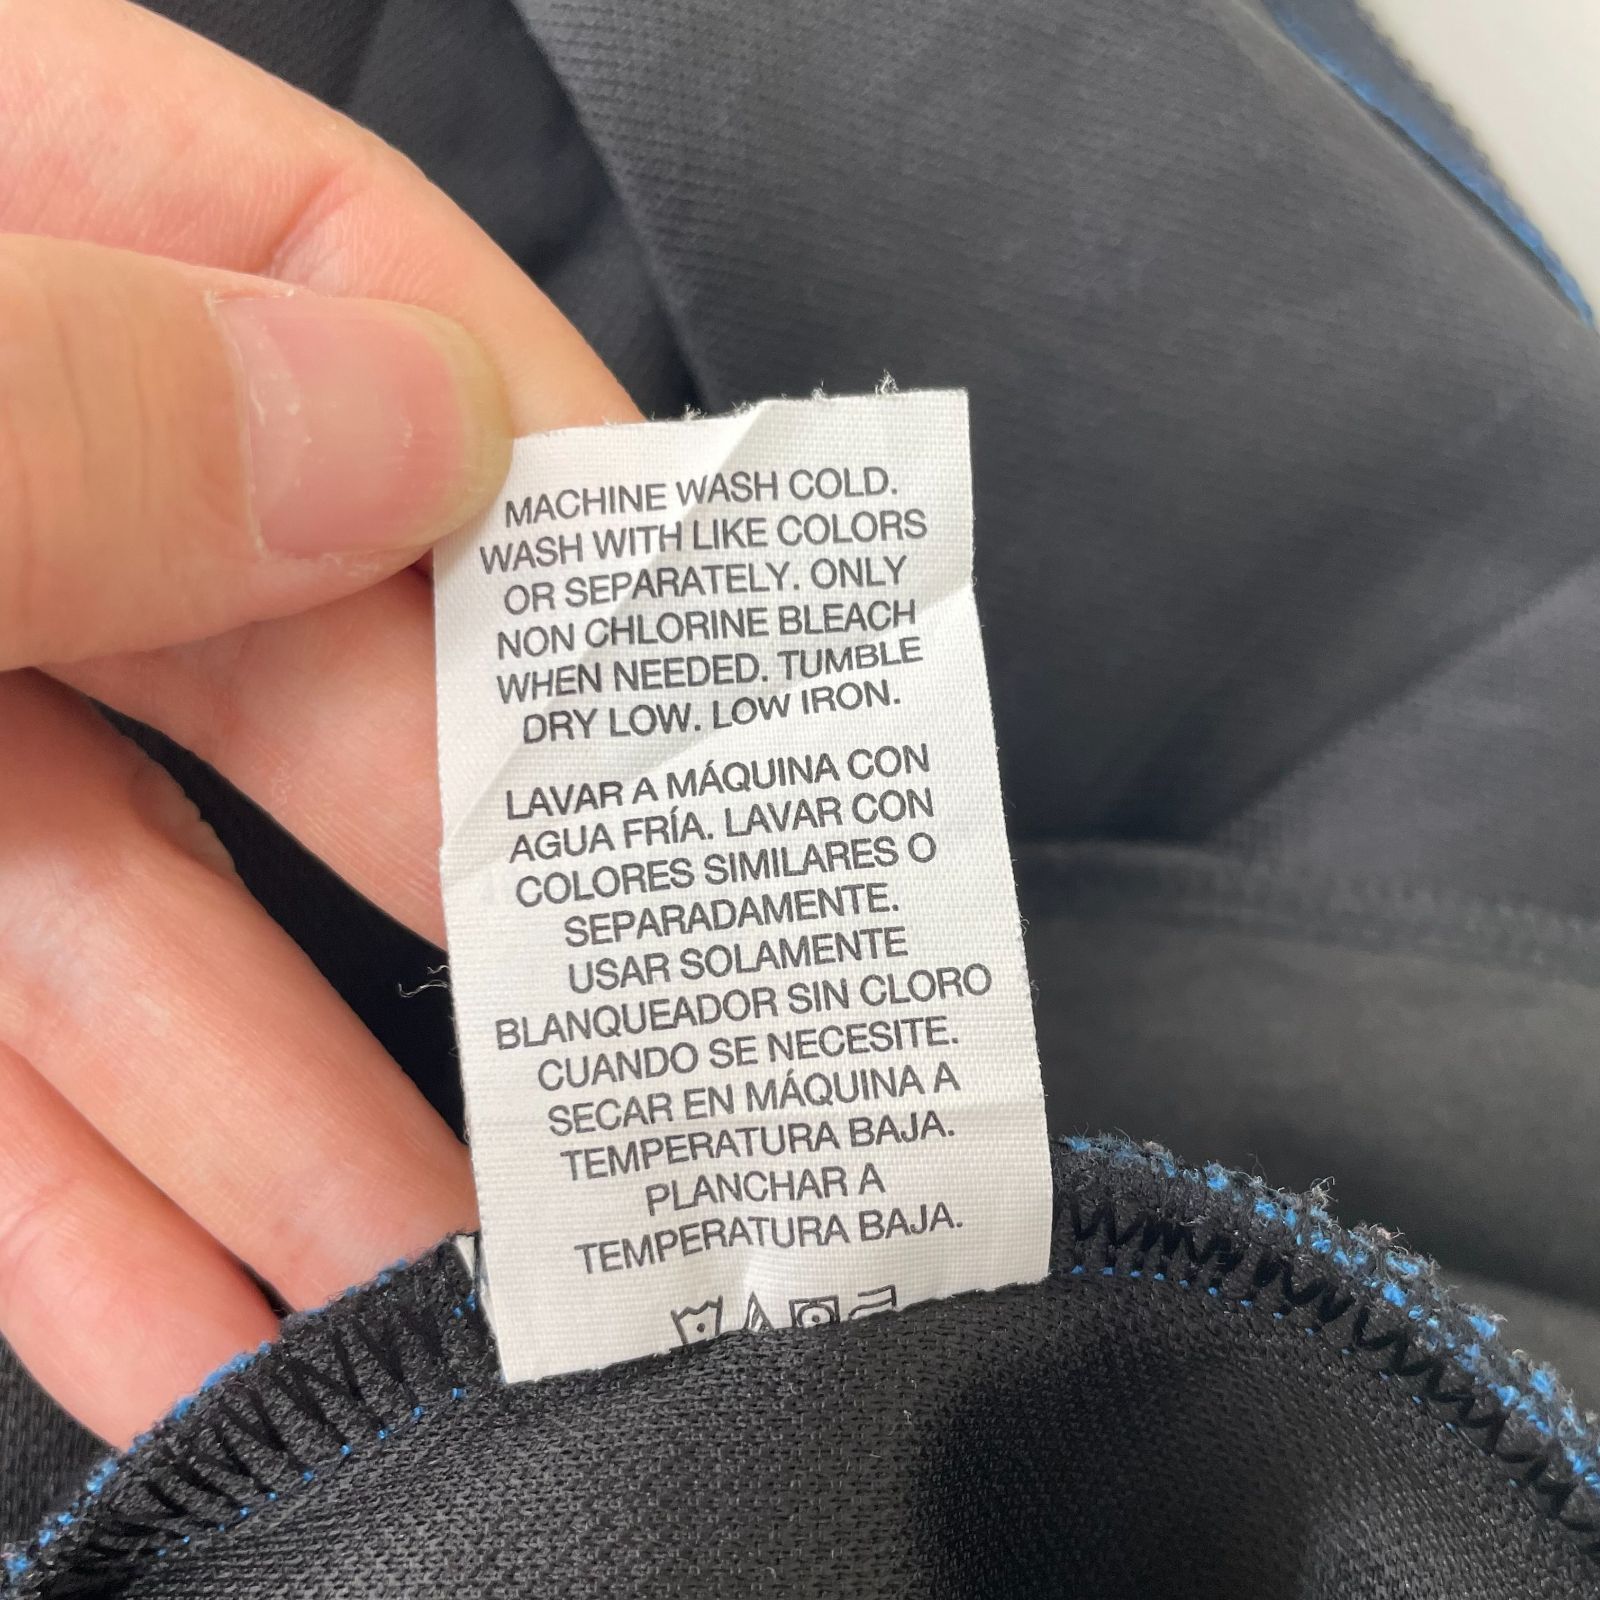 MACHINE WASH COLD.
WASH WITH LIKE COLORS
OR SEPARATELY. ONLY
NON CHLORINE BLEACH
WHEN NEEDED. TUMBLE
DRY LOW. LOW IRON.
LAVAR A MÁQUINA CON
AGUA FRÍA. LAVAR CON
COLORES SIMILARES O
SEPARADAMENTE.
USAR SOLAMENTE
BLANQUEADOR SIN CLORO
CUANDO SE NECESITE.
SECAR EN MÁQUINA A
TEMPERATURA BAJA.
PLANCHAR A
TEMPERATURA BAJA.